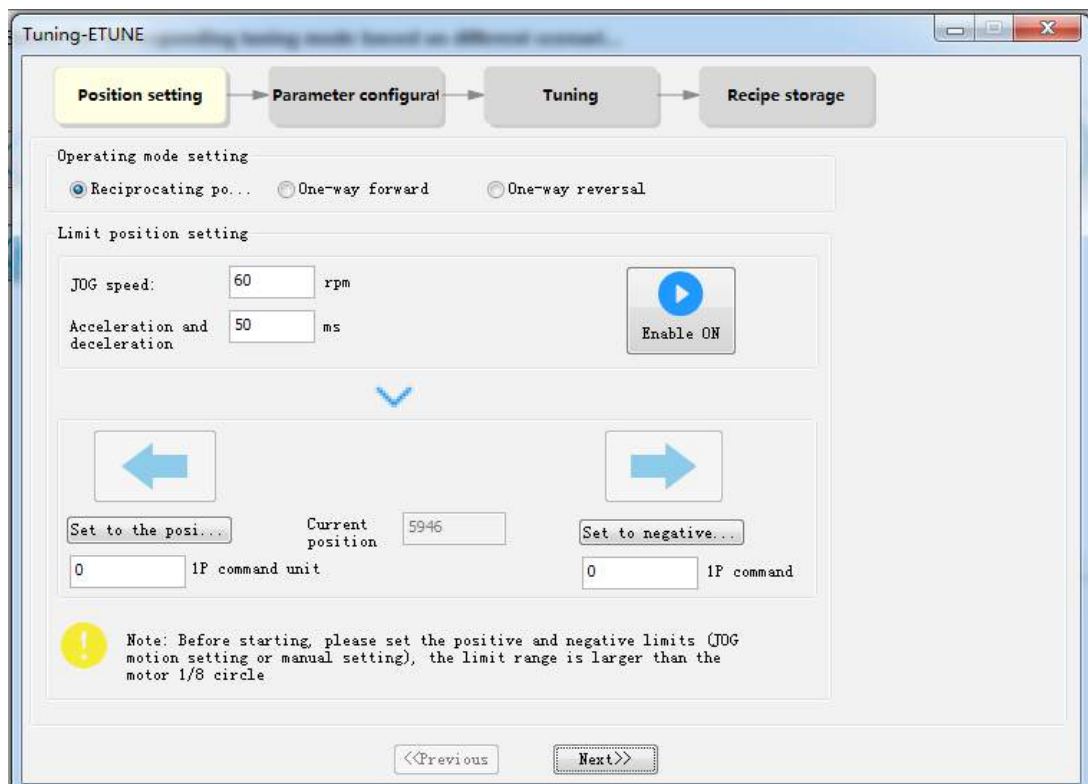 Tuning-ETUNE
Position setting
Parameter configurat
Tuning
Recipe storage
Operating mode setting
Reciprocating po...
One-way forward
One-way reversal
Limit position setting
JOG speed:
60
rpm
Acceleration and
deceleration
50
ms
Enable ON
Set to the posi...
Current
position
5946
Set to negative...
0
1P command unit
0
1P command
Note: Before starting, please set the positive and negative limits (JOG
motion setting or manual setting), the limit range is larger than the
motor 1/8 circle
<<Previous
Next>>